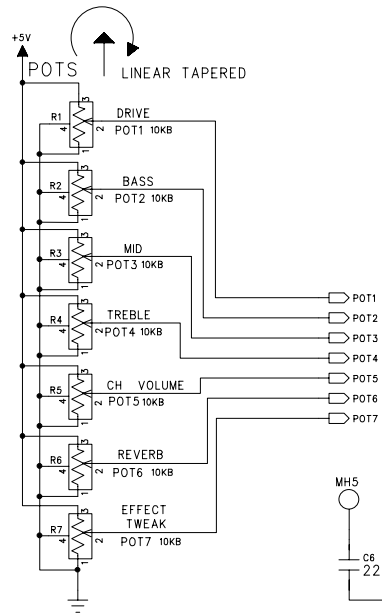 +5V
POTS
LINEAR TAPERED
R1
3
4
2
1
DRIVE
POT1 10KB
R2
3
4
2
1
BASS
POT2 10KB
R3
3
4
2
1
MID
POT3 10KB
R4
3
4
2
1
TREBLE
POT4 10KB
R5
3
4
2
1
CH VOLUME
POT5 10KB
R6
3
4
2
1
REVERB
POT6 10KB
R7
3
4
2
1
EFFECT
TWEAK
POT7 10KB
POT1
POT2
POT3
POT4
POT5
POT6
POT7
MH5
C6
22